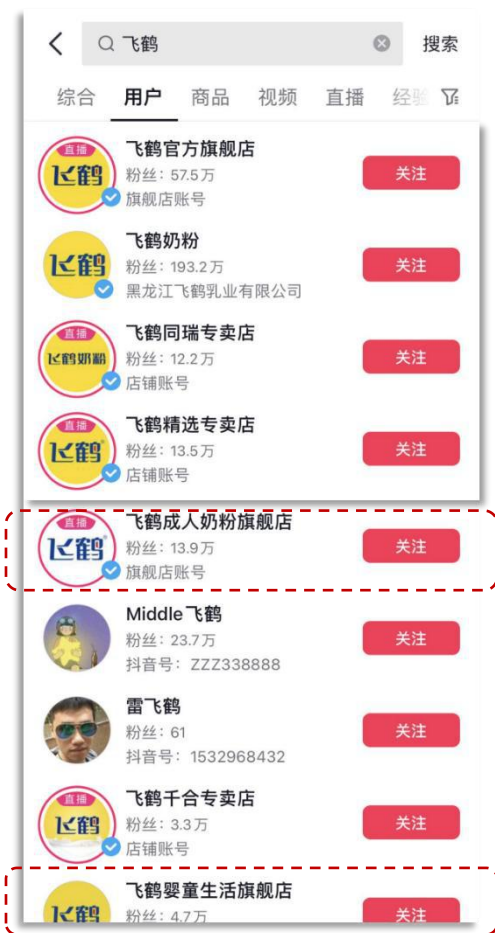 飞鹤
搜索
综合 用户 商品 视频 直播 经验
直播
飞鹤
飞鹤官方旗舰店
粉丝：57.5万
旗舰店账号
关注
飞鹤
飞鹤奶粉
粉丝：193.2万
黑龙江飞鹤乳业有限公司
关注
直播
飞鹤奶粉
飞鹤同瑞专卖店
粉丝：12.2万
店铺账号
关注
直播
飞鹤
飞鹤精选专卖店
粉丝：13.5万
店铺账号
关注
直播
飞鹤
飞鹤成人奶粉旗舰店
粉丝：13.9万
旗舰店账号
关注
Middle飞鹤
粉丝：23.7万
抖音号：ZZZ338888
关注
雷飞鹤
粉丝：61
抖音号：1532968432
关注
直播
飞鹤
飞鹤千合专卖店
粉丝：3.3万
店铺账号
关注
飞鹤
飞鹤婴童生活旗舰店
粉丝：4.7万
关注